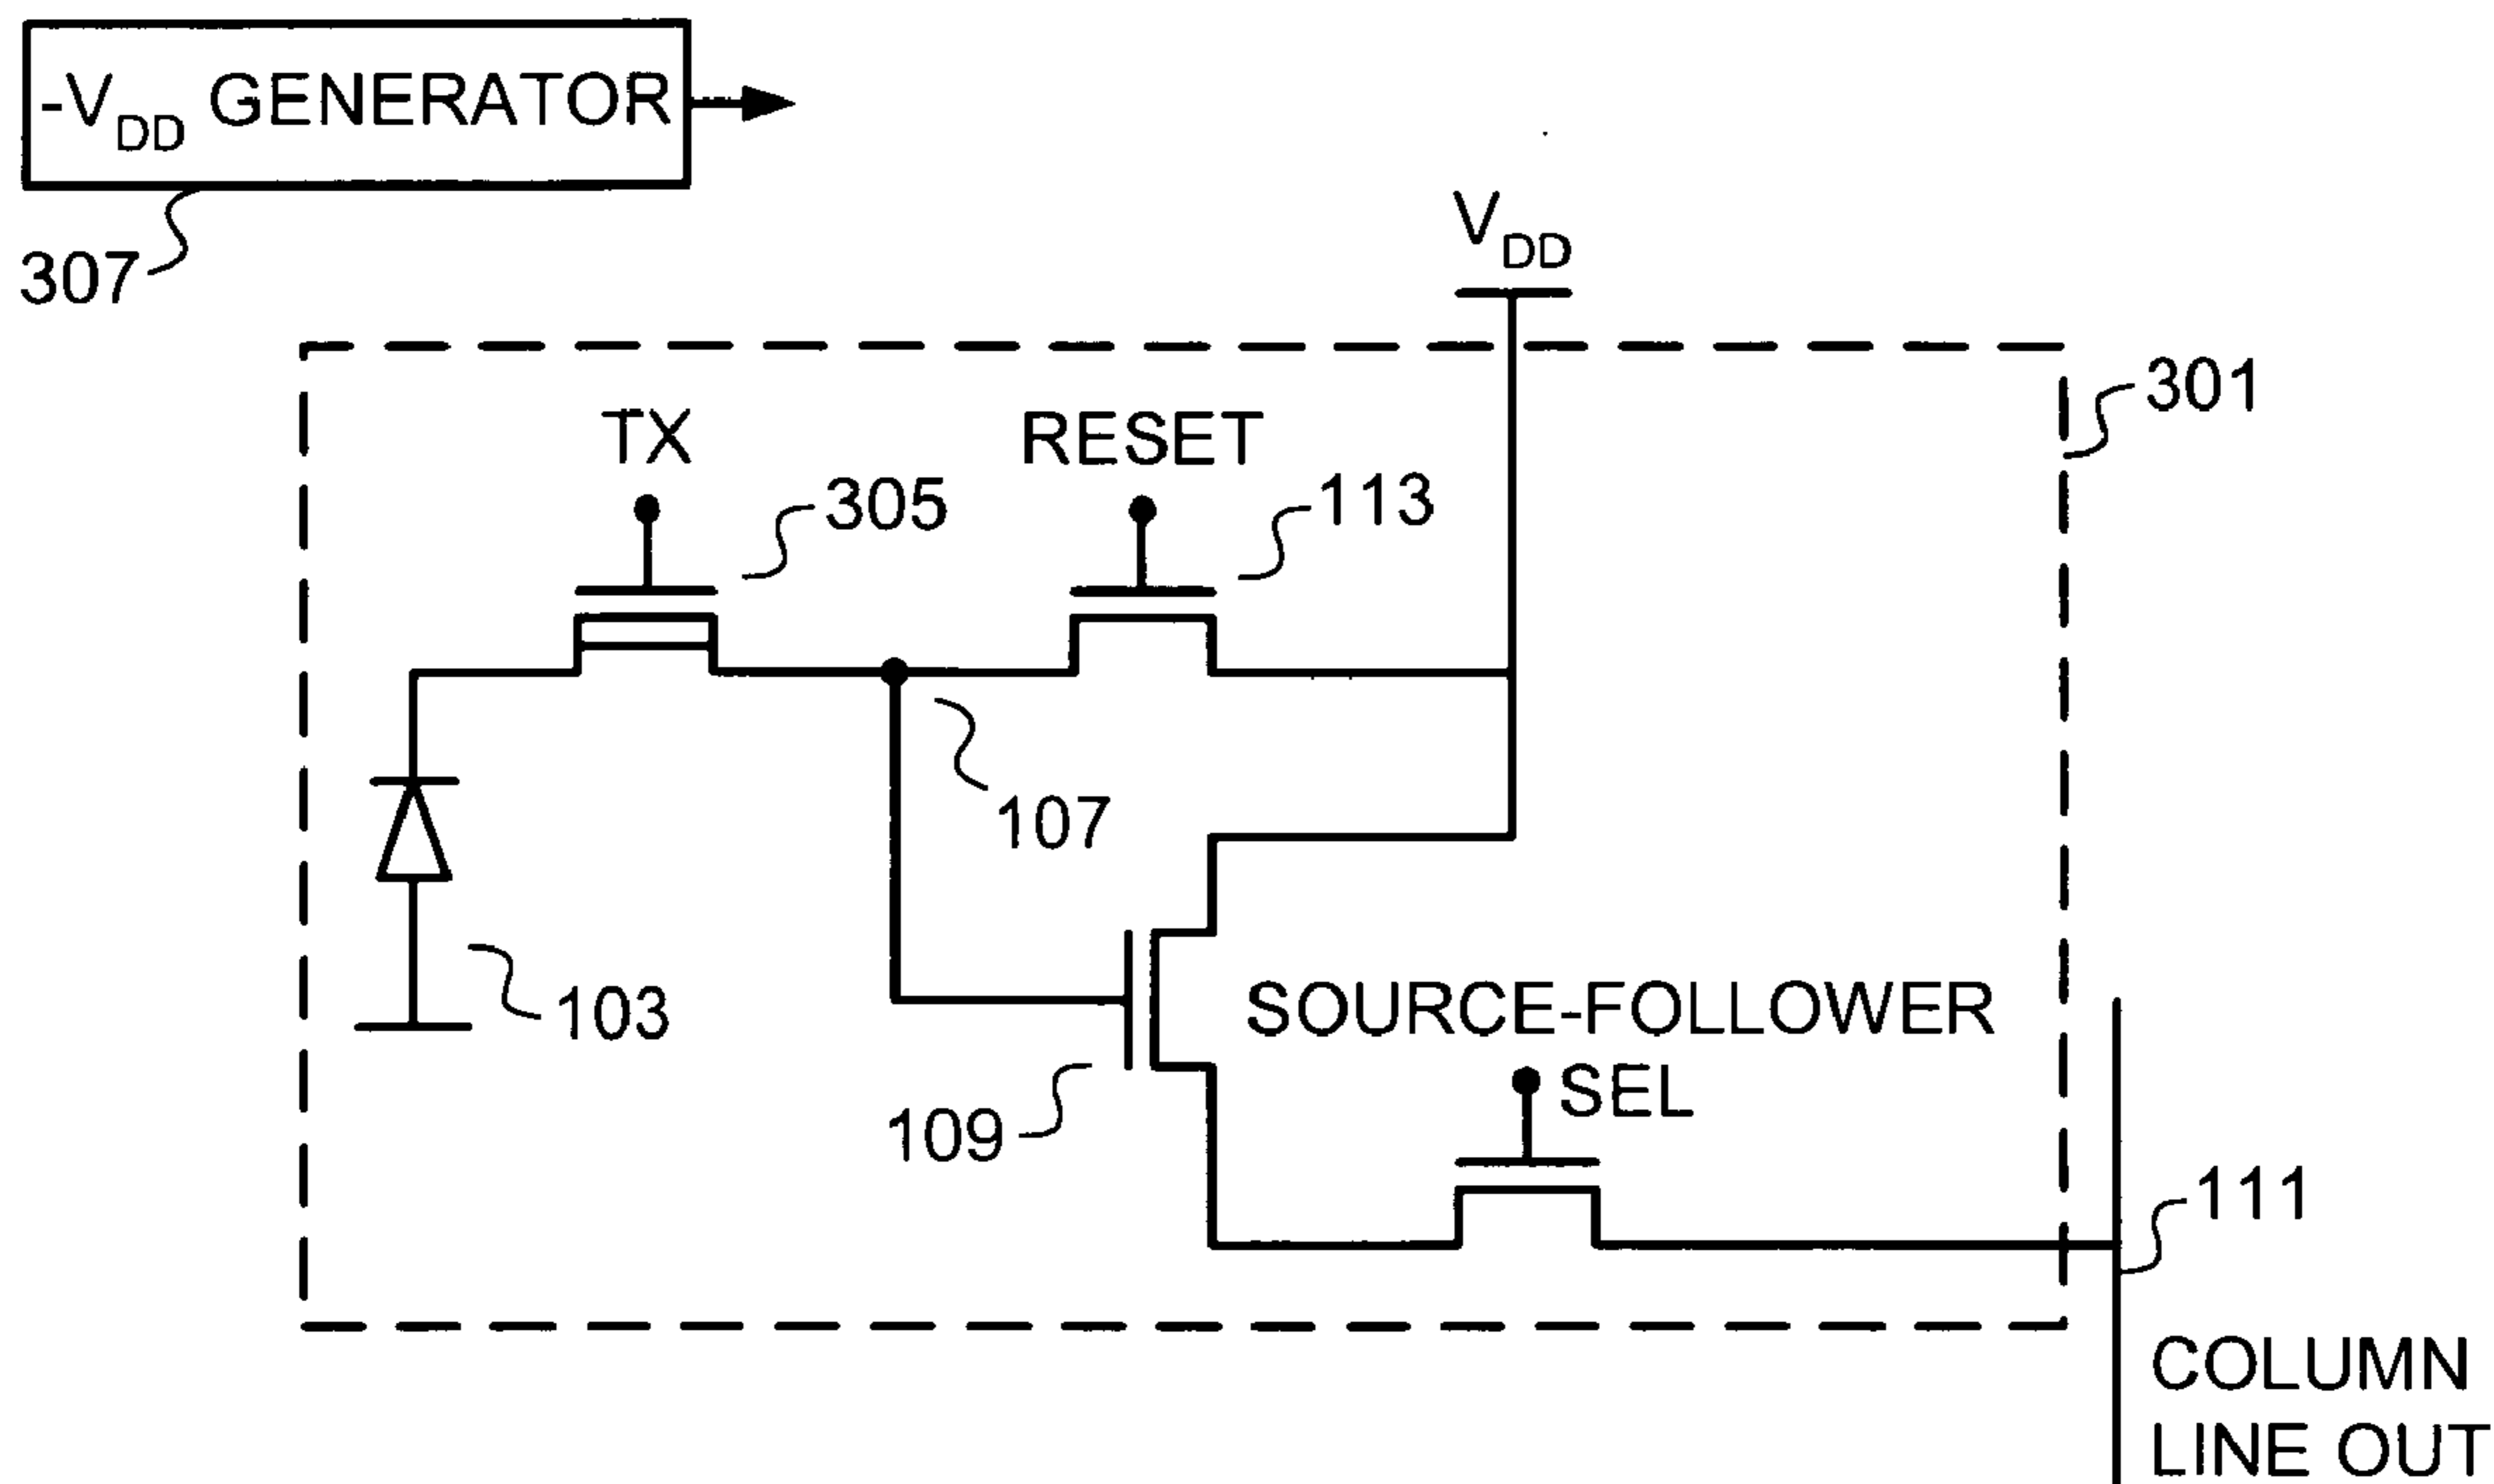 -VDD GENERATOR
307
VDD
301
TX
RESET
305
113
107
103
SOURCE-FOLLOWER
SEL
109
111
COLUMN
LINE OUT